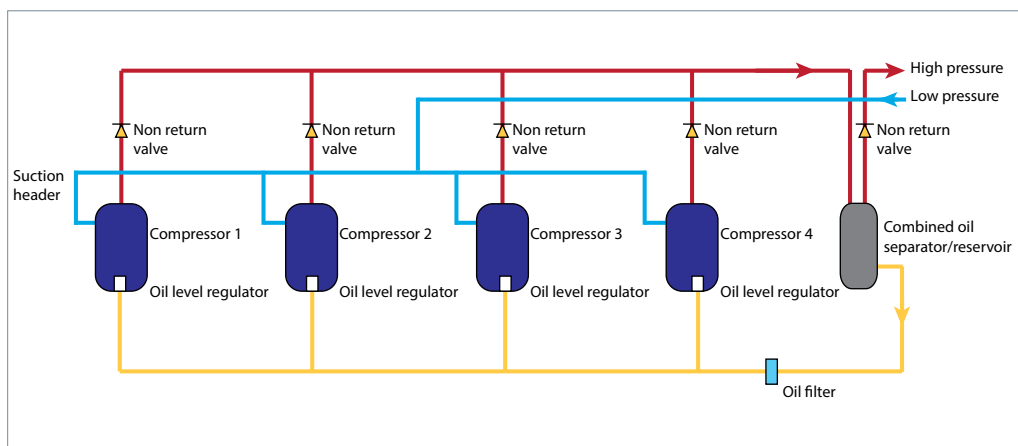 High pressure
Low pressure
Non return
valve
Non return
valve
Non return
valve
Non return
valve
Non return
valve
Suction
header
Compressor 1
Compressor 2
Compressor 3
Compressor 4
Combined oil
separator/reservoir
Oil level regulator
Oil level regulator
Oil level regulator
Oil level regulator
Oil filter